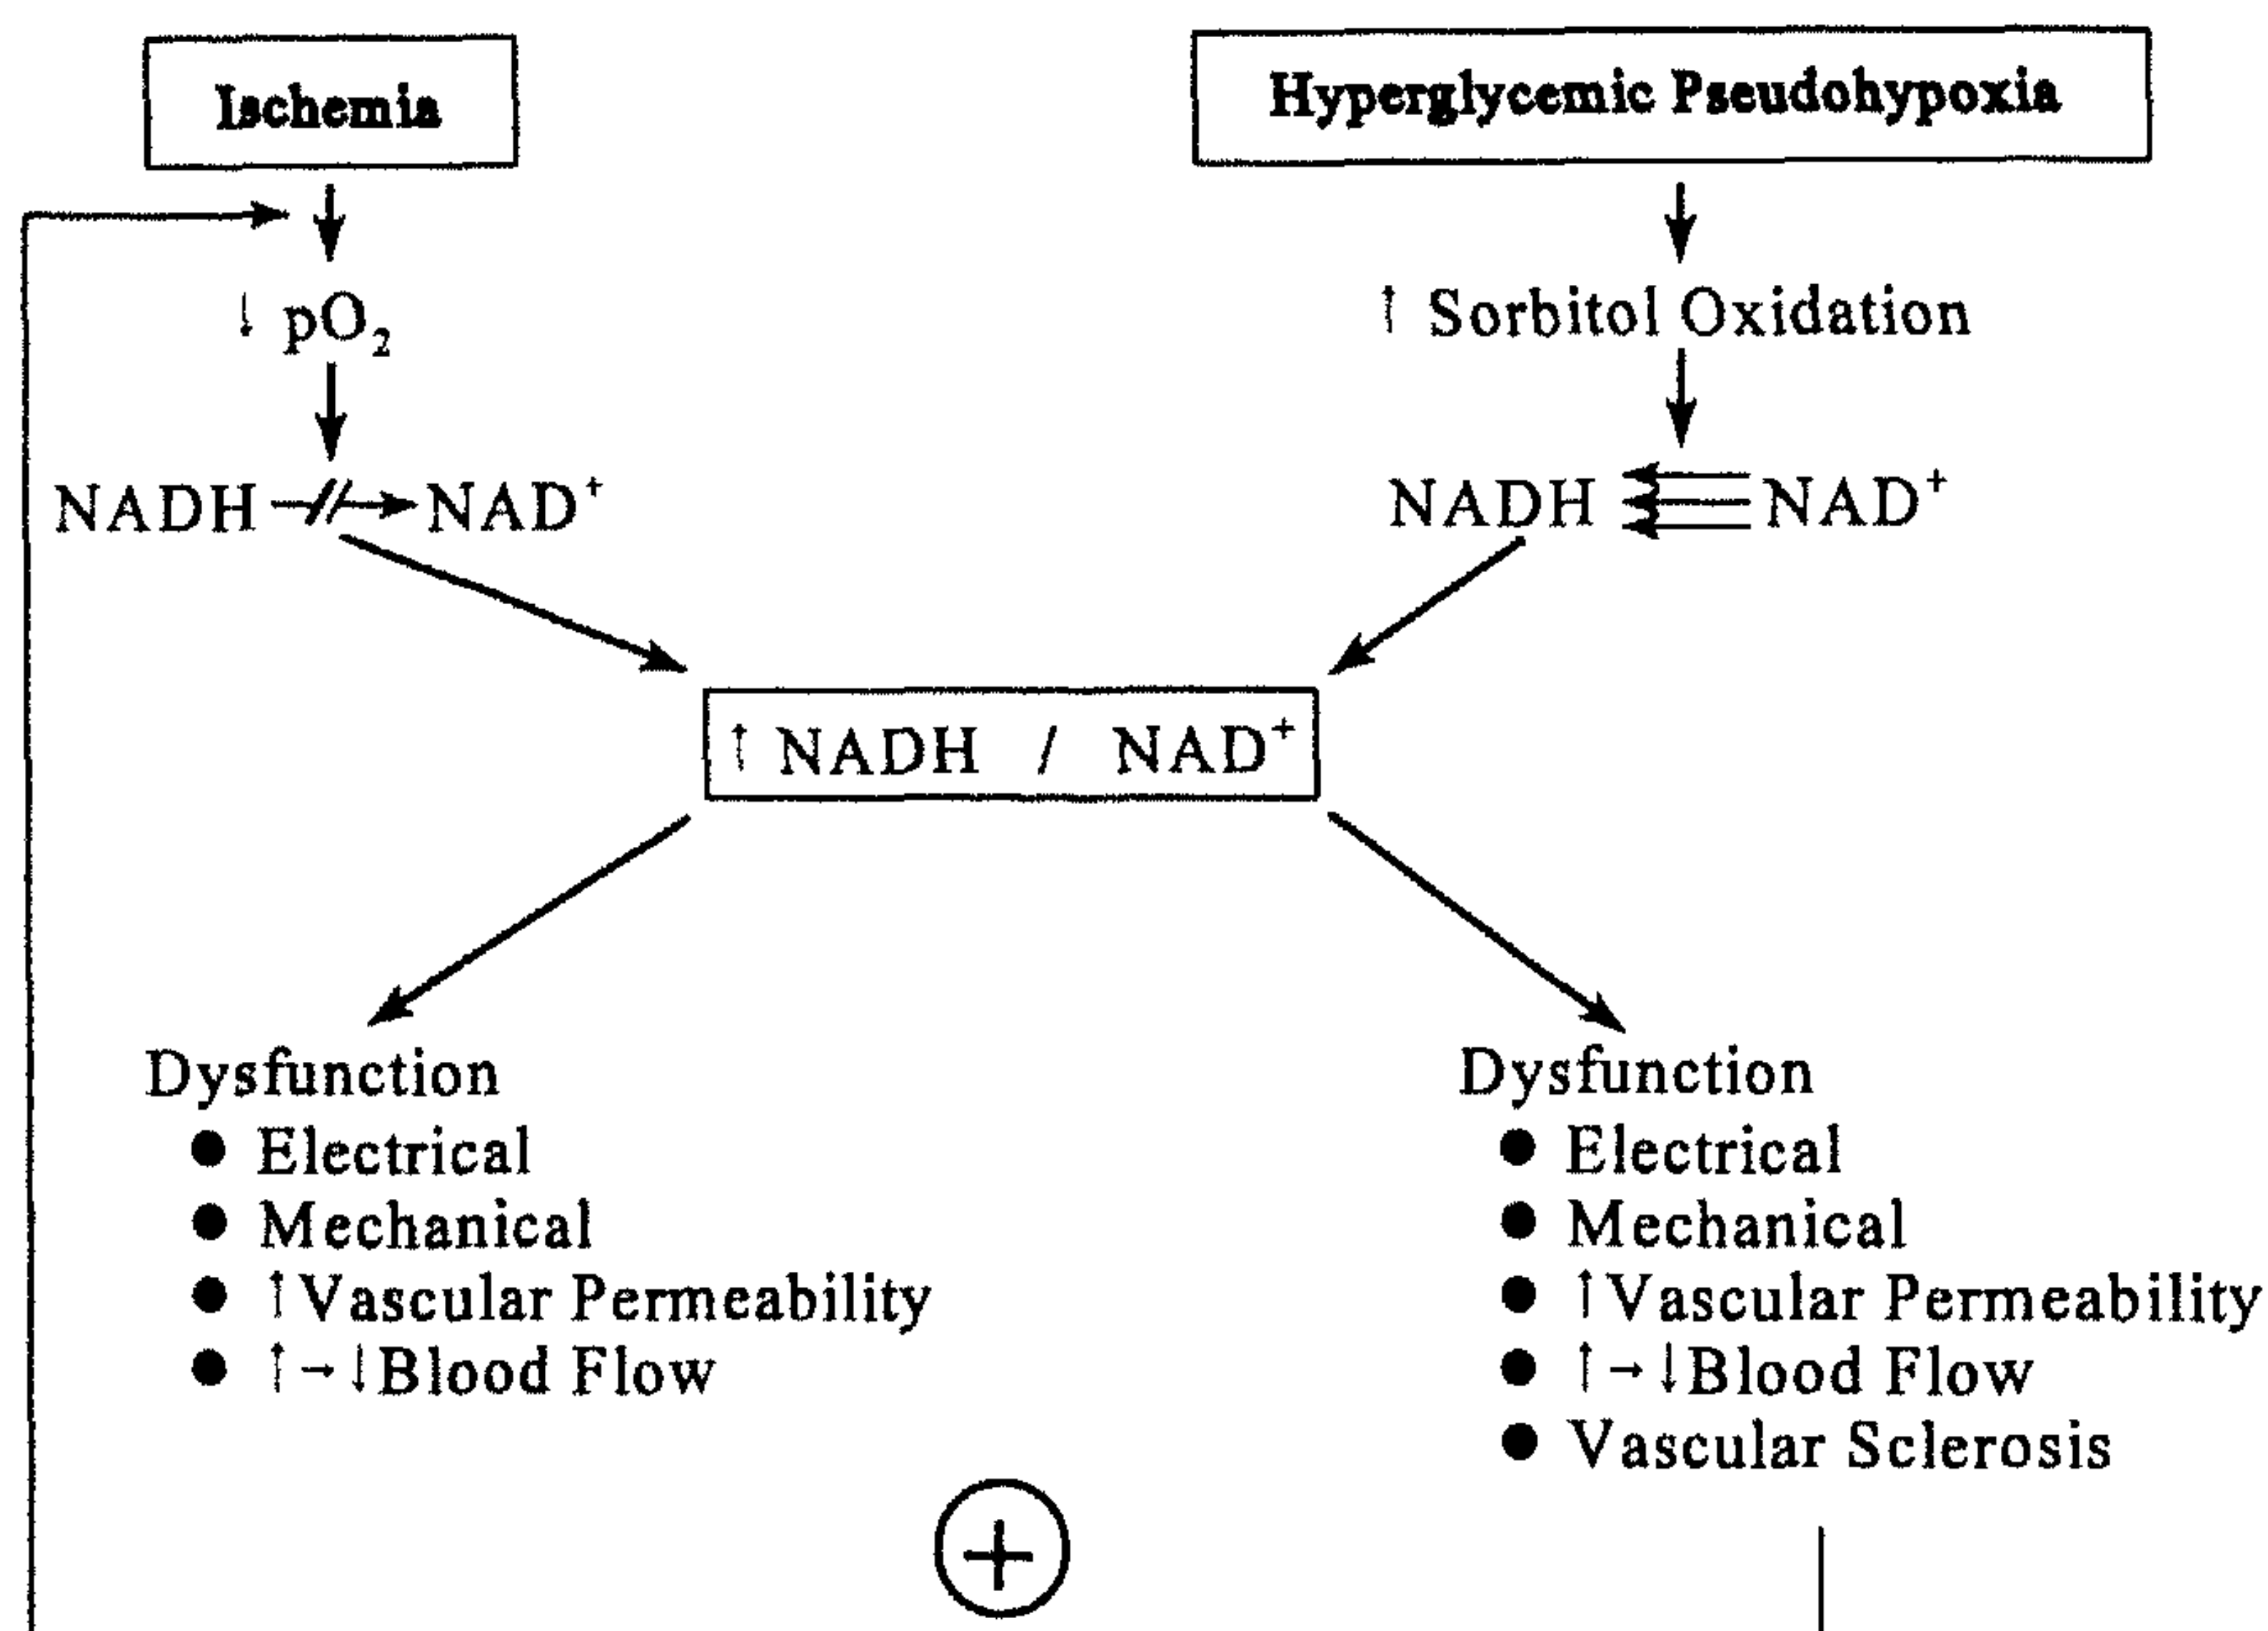 Ischemia
Hyperglycemic Pseudohypoxia
↓ pO₂
↑ Sorbitol Oxidation
NADH NAD⁺
NADH NAD⁺
↑ NADH / NAD⁺
Dysfunction
● Electrical
● Mechanical
● ↑Vascular Permeability
● ↑→↓Blood Flow
Dysfunction
● Electrical
● Mechanical
● ↑Vascular Permeability
● ↑→↓Blood Flow
● Vascular Sclerosis
+